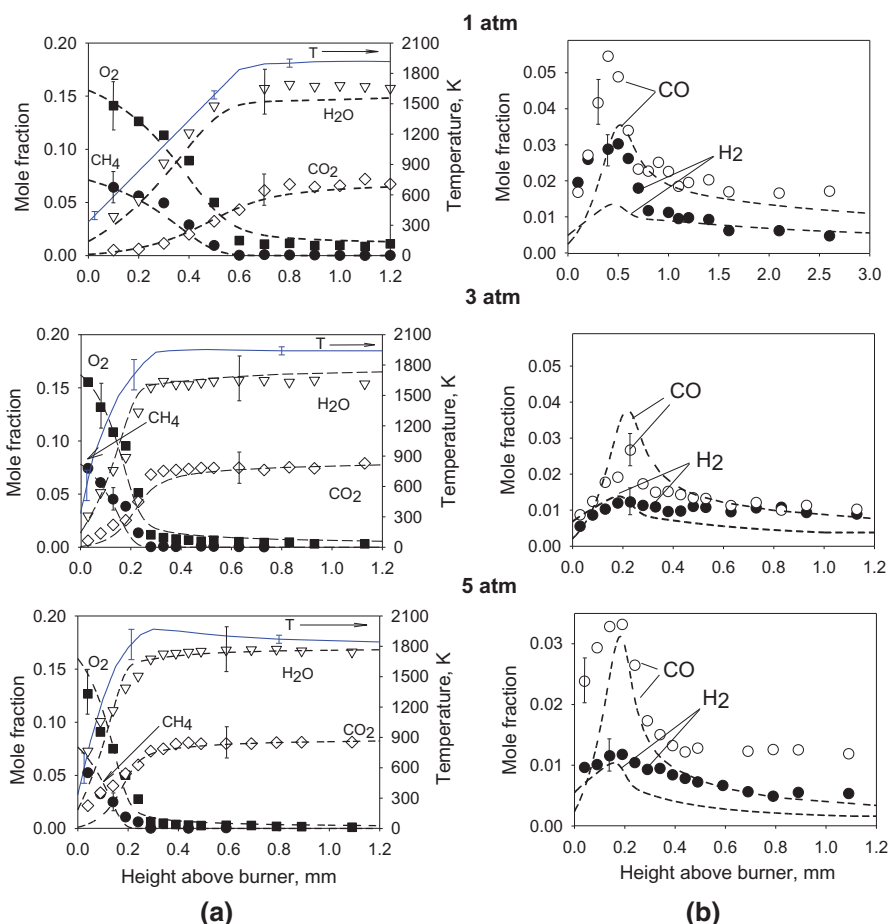 1 atm
0.20
0.15
0.10
0.05
0.00
Mole fraction
O2
CH4
T
H2O
CO2
2100
1800
1500
1200
900
600
300
0
Temperature, K
0.0 0.2 0.4 0.6 0.8 1.0 1.2
0.05
0.04
0.03
0.02
0.01
0.00
Mole fraction
CO
H2
0.0 0.5 1.0 1.5 2.0 2.5 3.0
3 atm
0.20
0.15
0.10
0.05
0.00
Mole fraction
O2
CH4
T
H2O
CO2
2100
1800
1500
1200
900
600
300
0
Temperature, K
0.0 0.2 0.4 0.6 0.8 1.0 1.2
0.05
0.04
0.03
0.02
0.01
0.00
Mole fraction
CO
H2
0.0 0.2 0.4 0.6 0.8 1.0 1.2
5 atm
0.20
0.15
0.10
0.05
0.00
Mole fraction
O2
CH4
T
H2O
CO2
2100
1800
1500
1200
900
600
300
0
Temperature, K
0.0 0.2 0.4 0.6 0.8 1.0 1.2
Height above burner, mm
(a)
0.03
0.02
0.01
0.00
Mole fraction
CO
H2
0.0 0.2 0.4 0.6 0.8 1.0 1.2
Height above burner, mm
(b)